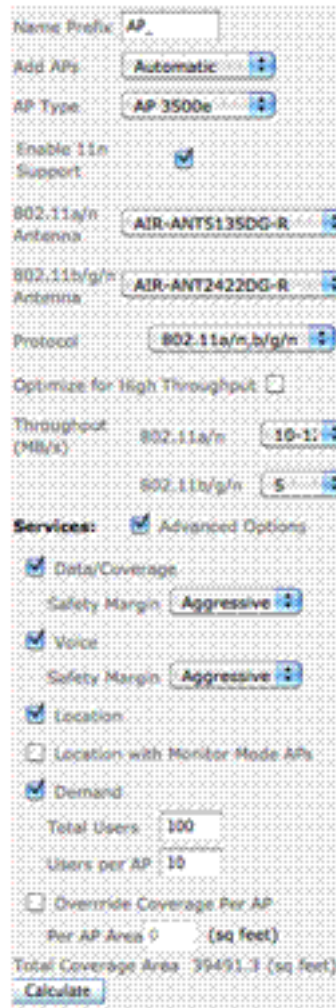 Name Prefix AP_
Add APs Automatic
AP Type AP 3500e
Enable 11n
Support
802.11a/n
Antenna AIR-ANT5135DG-R
802.11b/g/n
Antenna AIR-ANT2422DG-R
Protocol 802.11a/n,b/g/n
Optimize for High Throughput
Throughput
(MB/s) 802.11a/n 10-1
802.11b/g/n 5
Services: Advanced Options
Data/Coverage
Safety Margin Aggressive
Voice
Safety Margin Aggressive
Location
Location with Monitor Mode APs
Demand
Total Users 100
Users per AP 10
Override Coverage Per AP
Per AP Area 0 (sq feet)
Total Coverage Area 39491.3 (sq feet)
Calculate